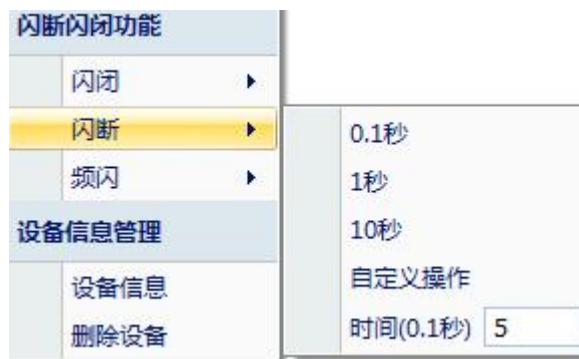 闪断闪闭功能
闪闭
闪断
频闪
设备信息管理
设备信息
删除设备
0.1秒
1秒
10秒
自定义操作
时间(0.1秒) 5